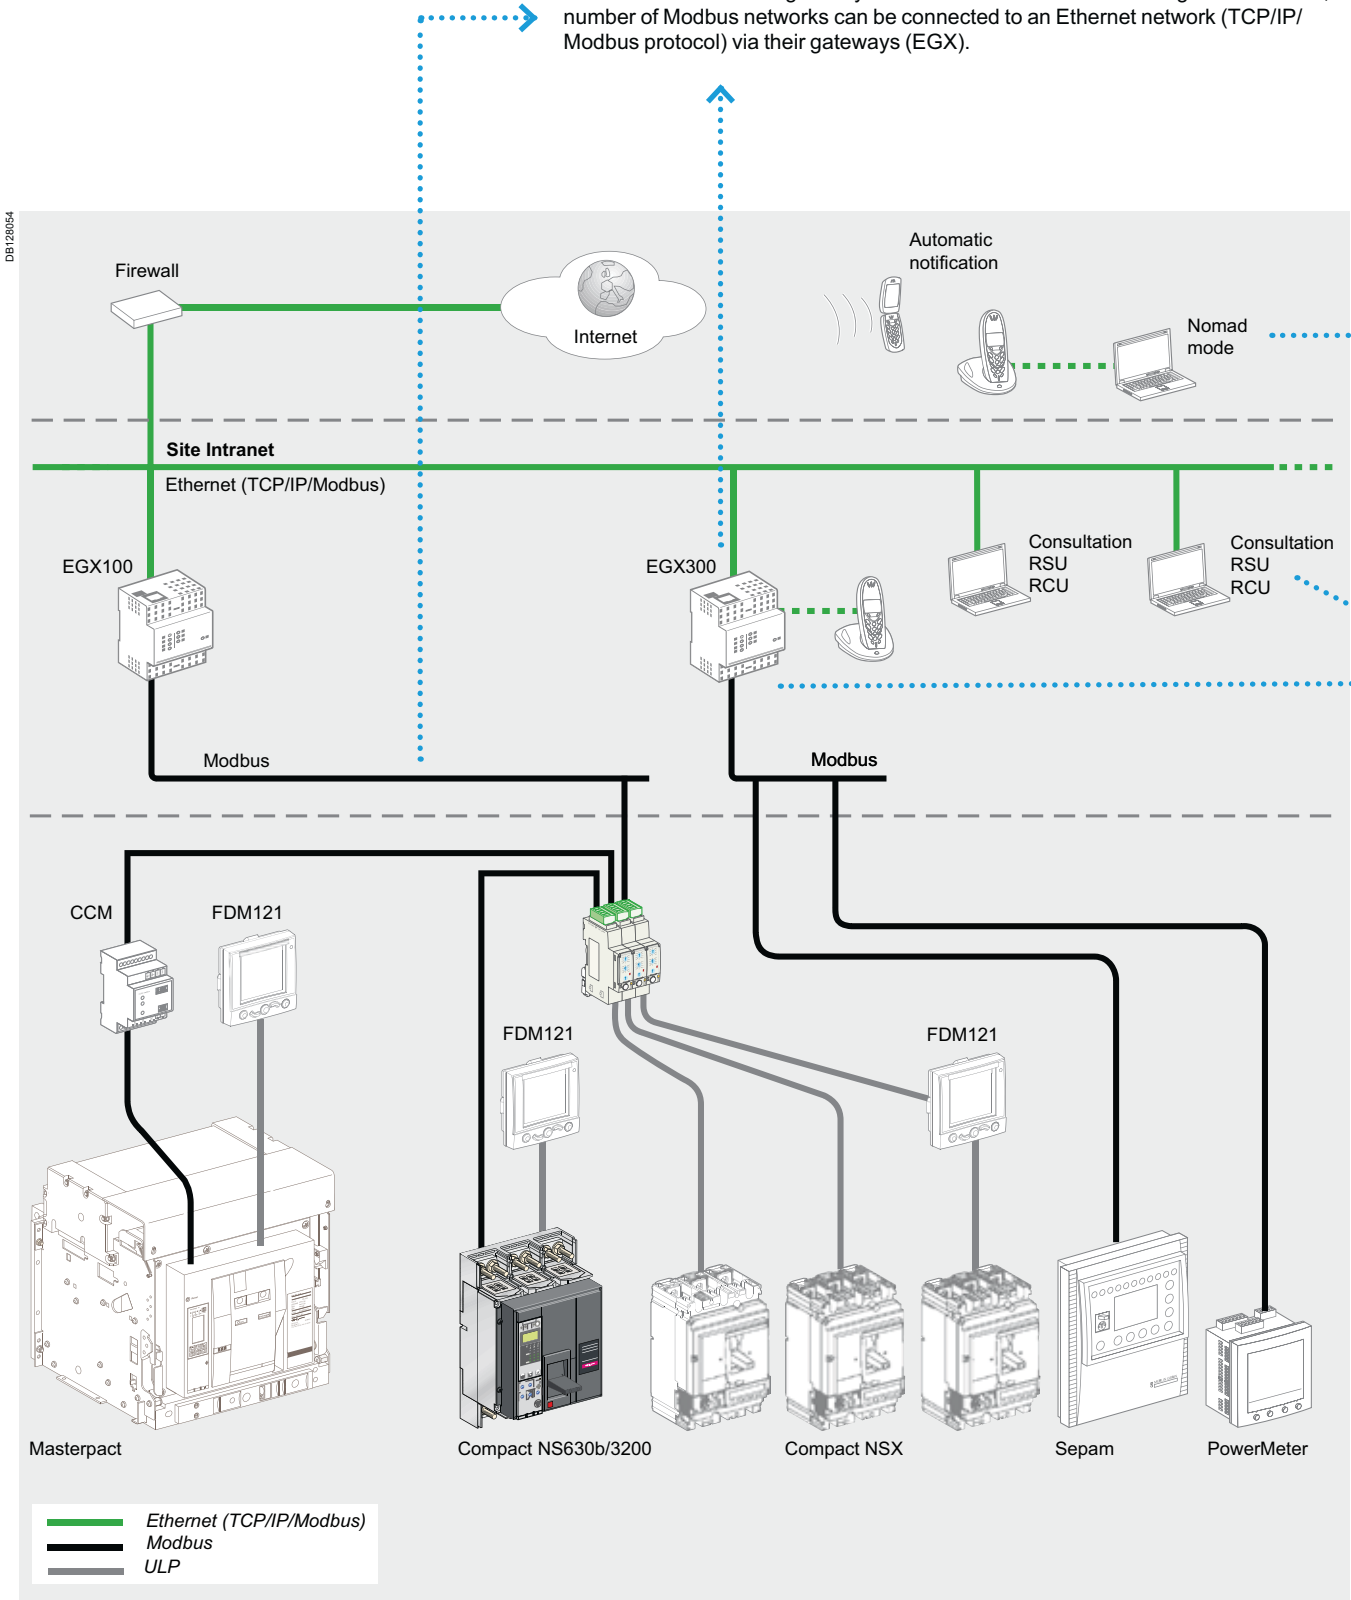 number of Modbus networks can be connected to an Ethernet network (TCP/IP/
Modbus protocol) via their gateways (EGX).
DB128054
Automatic
notification
Firewall
Internet
Nomad
mode
Site Intranet
Ethernet (TCP/IP/Modbus)
EGX100
EGX300
Consultation
RSU
RCU
Consultation
RSU
RCU
Modbus
Modbus
CCM
FDM121
FDM121
FDM121
Masterpact
Compact NS630b/3200
Compact NSX
Sepam
PowerMeter
Ethernet (TCP/IP/Modbus)
Modbus
ULP